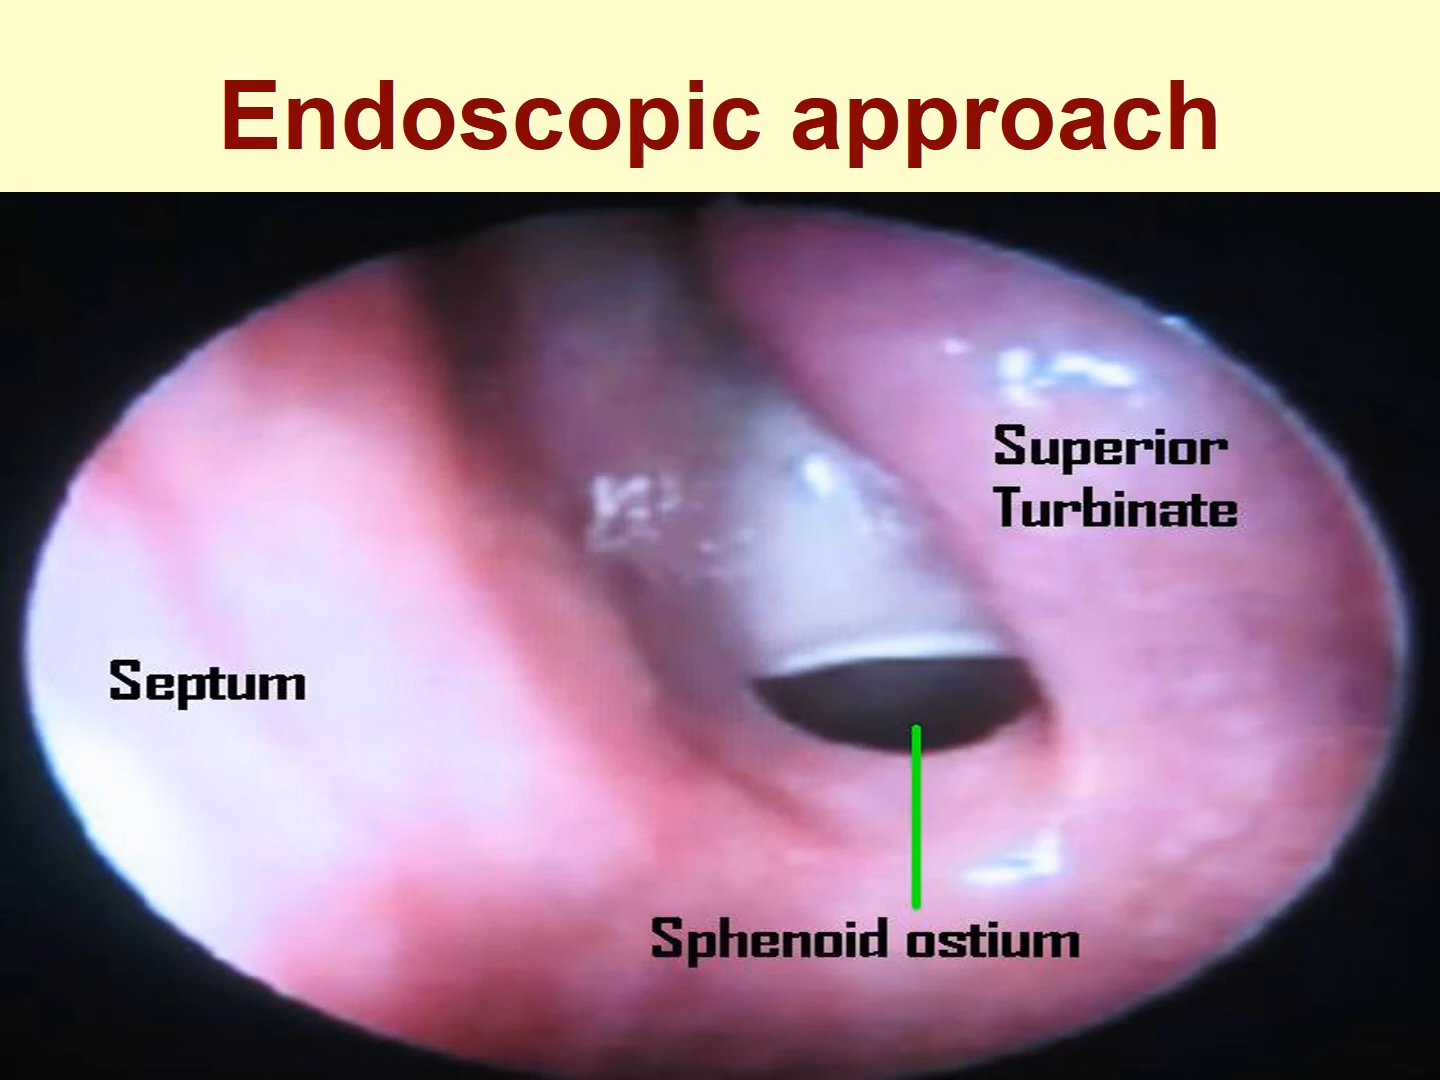 Endoscopic approach
Superior
Turbinate
Septum
Sphenoid ostium